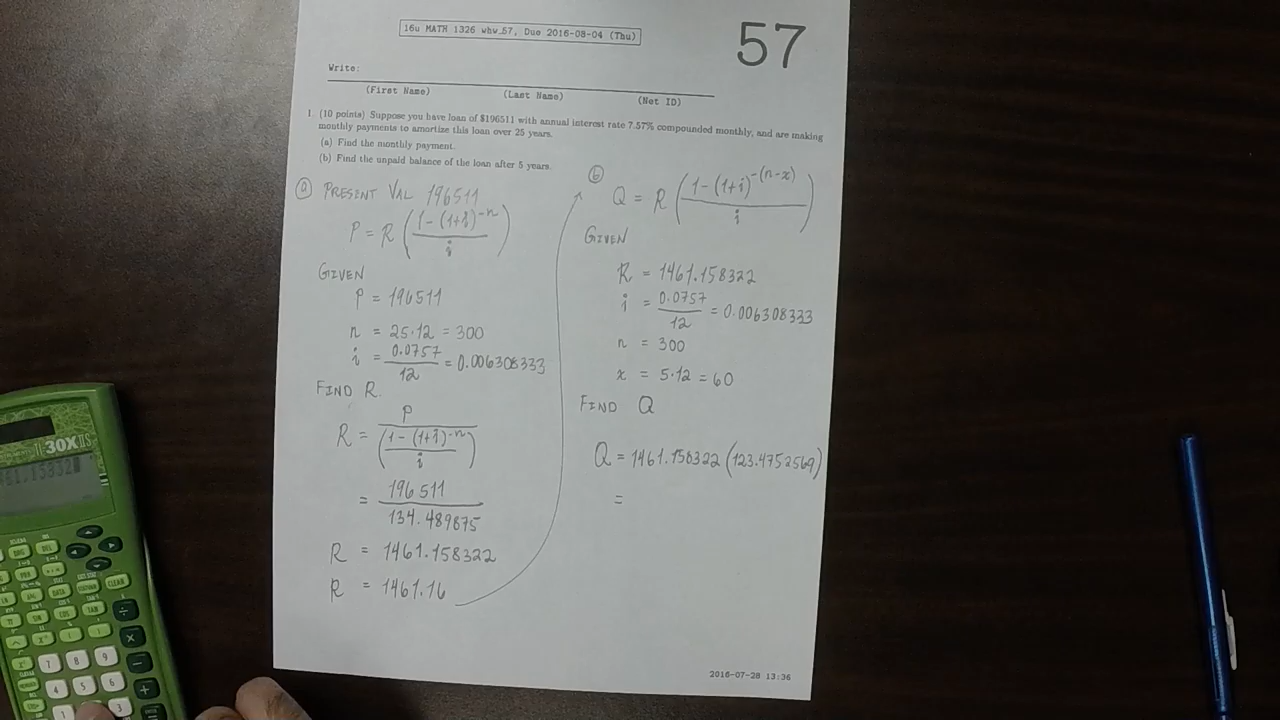 16u MATH 1326 whw_57, Due 2016-08-04 (Thu)
57
Write:
(First Name) (Last Name) (Net ID)
1. (10 points) Suppose you have loan of $196511 with annual interest rate 7.57% compounded monthly, and are making
monthly payments to amortize this loan over 25 years.
(a) Find the monthly payment.
(b) Find the unpaid balance of the loan after 5 years.
(a) PRESENT VAL 196511
P = R ( (1 - (1+i)^-n) / i )
GIVEN
P = 196511
n = 25·12 = 300
i = 0.0757 / 12 = 0.006308333
FIND R.
R = P / ( (1 - (1+i)^-n) / i )
= 196511 / 134.489875
R = 1461.158322
R = 1461.16
(b)
Q = R ( (1 - (1+i)^-(n-x)) / i )
GIVEN
R = 1461.158322
i = 0.0757 / 12 = 0.006308333
n = 300
x = 5·12 = 60
FIND Q
Q = 1461.158322 (123.4752569)
=
30X IIS
2016-07-28 13:36